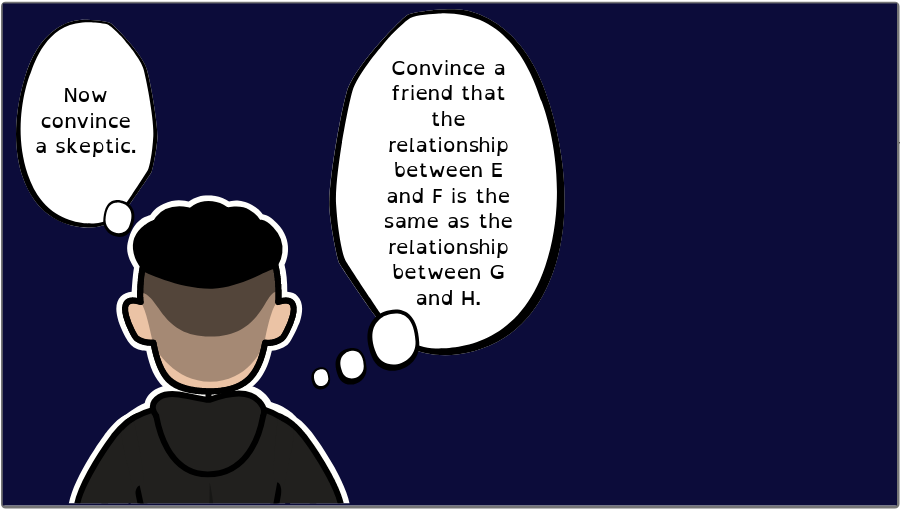 Now
convince
a skeptic.
Convince a
friend that
the
relationship
between E
and F is the
same as the
relationship
between G
and H.